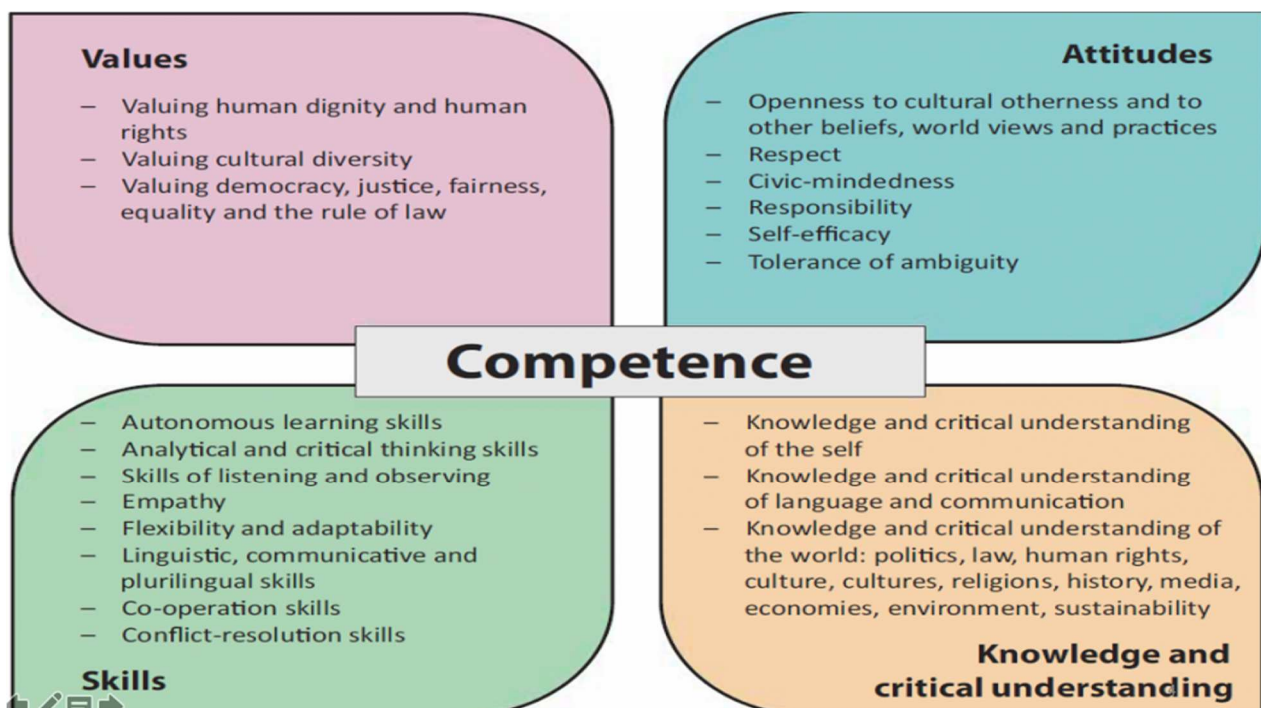 Values
– Valuing human dignity and human
rights
– Valuing cultural diversity
– Valuing democracy, justice, fairness,
equality and the rule of law
Attitudes
– Openness to cultural otherness and to
other beliefs, world views and practices
– Respect
– Civic-mindedness
– Responsibility
– Self-efficacy
– Tolerance of ambiguity
Competence
– Autonomous learning skills
– Analytical and critical thinking skills
– Skills of listening and observing
– Empathy
– Flexibility and adaptability
– Linguistic, communicative and
plurilingual skills
– Co-operation skills
– Conflict-resolution skills
Skills
– Knowledge and critical understanding
of the self
– Knowledge and critical understanding
of language and communication
– Knowledge and critical understanding of
the world: politics, law, human rights,
culture, cultures, religions, history, media,
economies, environment, sustainability
Knowledge and
critical understanding